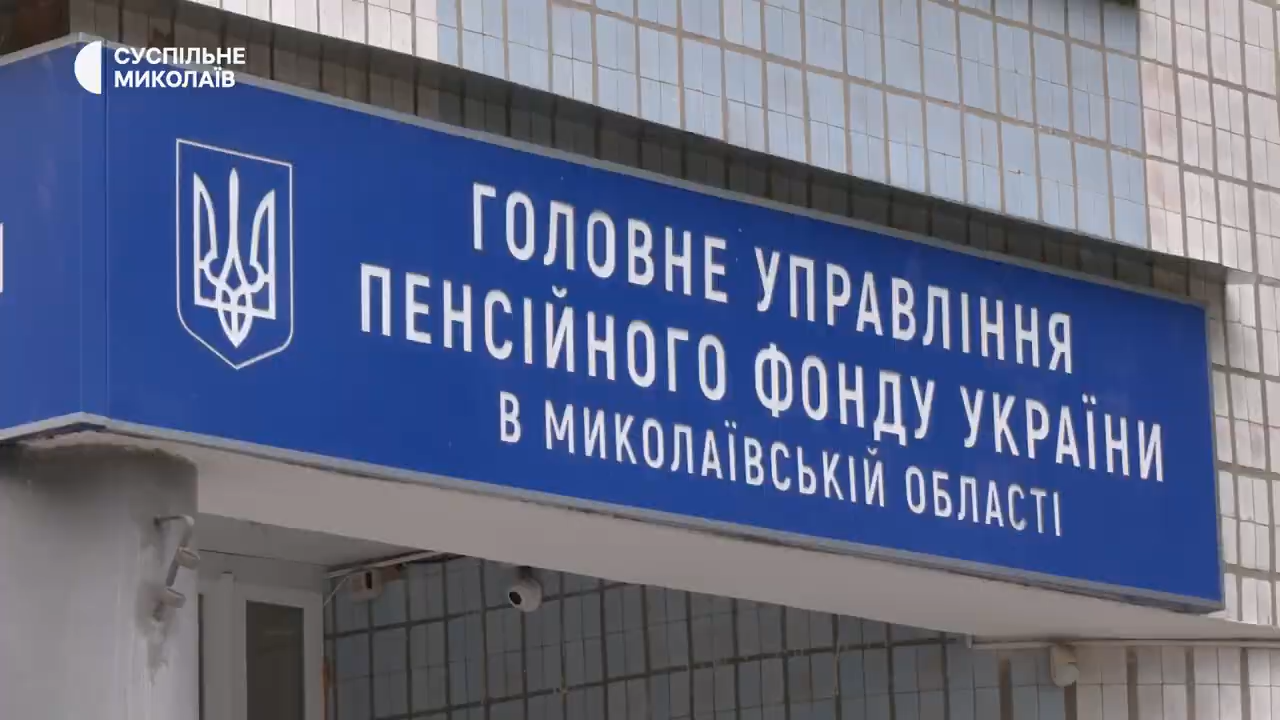 СУСПІЛЬНЕ
МИКОЛАЇВ
ГОЛОВНЕ УПРАВЛІННЯ
ПЕНСІЙНОГО ФОНДУ УКРАЇНИ
В МИКОЛАЇВСЬКІЙ ОБЛАСТІ